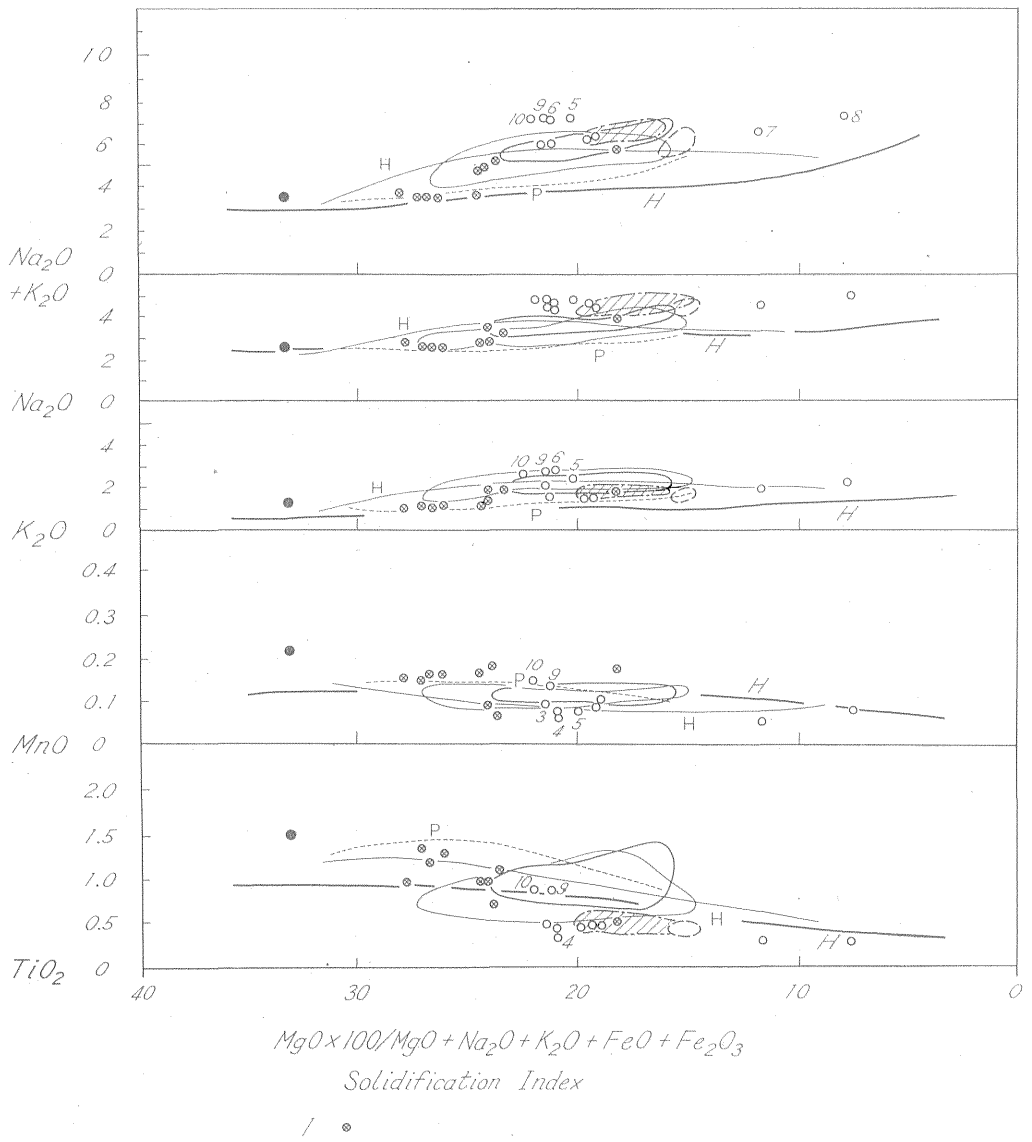 10
8
6
4
2
0
Na₂O
+K₂O
10 9 6 5
7
8
H
P
H
4
2
0
Na₂O
H
P
H
4
2
0
K₂O
10 9 6 5
H
P
H
0.4
0.3
0.2
0.1
0
MnO
10
9
P
3
4
5
H
H
2.0
1.5
1.0
0.5
0
TiO₂
P
10
9
4
H
H
40 30 20 10 0
MgO×100/MgO+Na₂O+K₂O+FeO+Fe₂O₃
Solidification Index
1